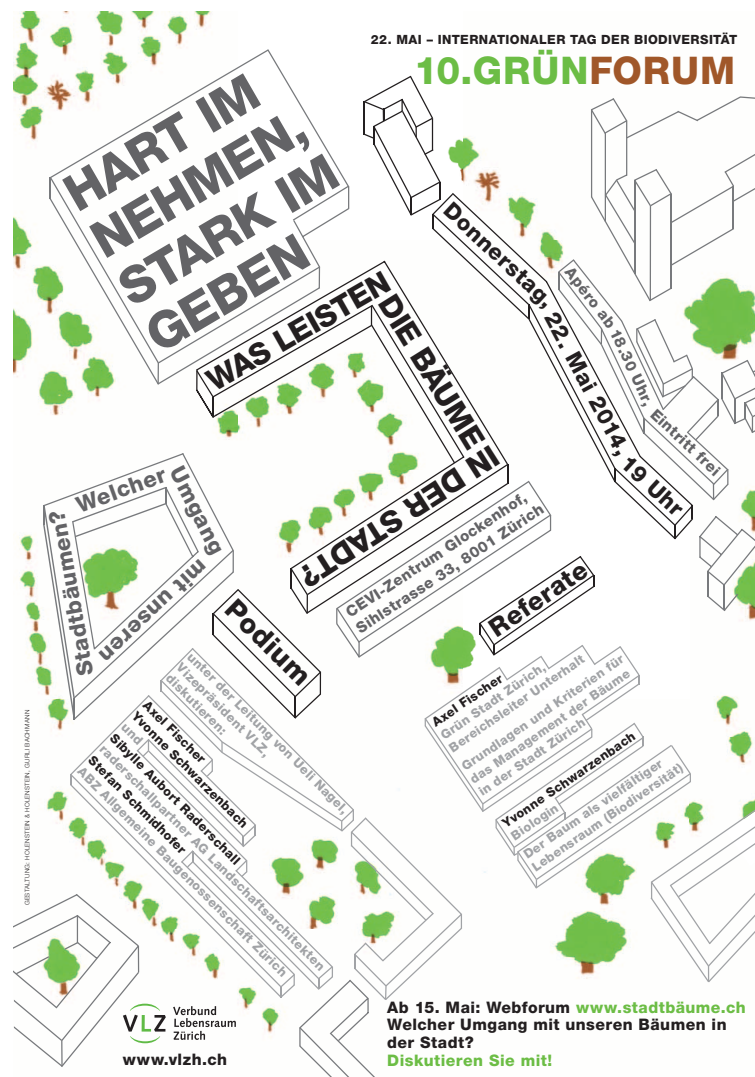 22. MAI – INTERNATIONALER TAG DER BIODIVERSITÄT
10.GRÜNFORUM
HART IM
NEHMEN,
STARK IM
GEBEN
WAS LEISTEN
DIE BÄUME
IN DER STADT?
Donnerstag, 22. Mai 2014, 19 Uhr
Apéro ab 18.30 Uhr, Eintritt frei
CEVI-Zentrum Glockenhof,
Sihlstrasse 33, 8001 Zürich
Welcher
Umgang
mit unseren
Stadtbäumen?
Podium
unter der Leitung von Ueli Nagel,
Vizepräsident VLZ,
diskutieren:
Axel Fischer
Yvonne Schwarzenbach
und
Sibylle Aubort Raderschall
raderschallpartner AG Landschaftsarchitekten
Stefan Schmidhofer
ABZ Allgemeine Baugenossenschaft Zürich
Referate
Axel Fischer
Grün Stadt Zürich,
Bereichsleiter Unterhalt
Grundlagen und Kriterien für
das Management der Bäume
in der Stadt Zürich
Yvonne Schwarzenbach
Biologin
Der Baum als vielfältiger
Lebensraum (Biodiversität)
GESTALTUNG: HOLENSTEIN & HOLENSTEIN, GURLI BACHMANN
VLZ
Verbund
Lebensraum
Zürich
www.vlzh.ch
Ab 15. Mai: Webforum www.stadtbäume.ch
Welcher Umgang mit unseren Bäumen in
der Stadt?
Diskutieren Sie mit!